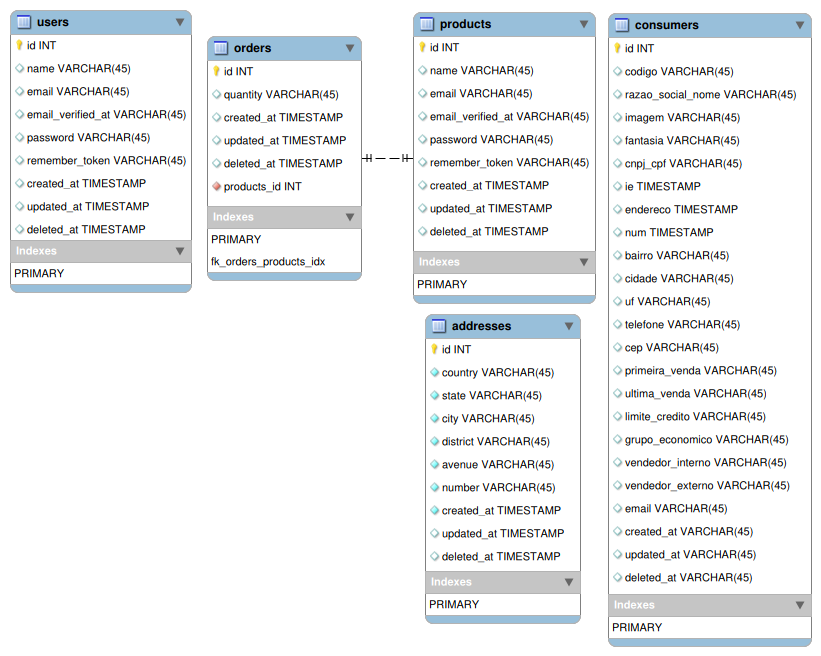 users
id INT
name VARCHAR(45)
email VARCHAR(45)
email_verified_at VARCHAR(45)
password VARCHAR(45)
remember_token VARCHAR(45)
created_at TIMESTAMP
updated_at TIMESTAMP
deleted_at TIMESTAMP
Indexes
PRIMARY
orders
id INT
quantity VARCHAR(45)
created_at TIMESTAMP
updated_at TIMESTAMP
deleted_at TIMESTAMP
products_id INT
Indexes
PRIMARY
fk_orders_products_idx
products
id INT
name VARCHAR(45)
email VARCHAR(45)
email_verified_at VARCHAR(45)
password VARCHAR(45)
remember_token VARCHAR(45)
created_at TIMESTAMP
updated_at TIMESTAMP
deleted_at TIMESTAMP
Indexes
PRIMARY
addresses
id INT
country VARCHAR(45)
state VARCHAR(45)
city VARCHAR(45)
district VARCHAR(45)
avenue VARCHAR(45)
number VARCHAR(45)
created_at TIMESTAMP
updated_at TIMESTAMP
deleted_at TIMESTAMP
Indexes
PRIMARY
consumers
id INT
codigo VARCHAR(45)
razao_social_nome VARCHAR(45)
imagem VARCHAR(45)
fantasia VARCHAR(45)
cnpj_cpf VARCHAR(45)
ie TIMESTAMP
endereco TIMESTAMP
num TIMESTAMP
bairro VARCHAR(45)
cidade VARCHAR(45)
uf VARCHAR(45)
telefone VARCHAR(45)
cep VARCHAR(45)
primeira_venda VARCHAR(45)
ultima_venda VARCHAR(45)
limite_credito VARCHAR(45)
grupo_economico VARCHAR(45)
vendedor_interno VARCHAR(45)
vendedor_externo VARCHAR(45)
email VARCHAR(45)
created_at VARCHAR(45)
updated_at VARCHAR(45)
deleted_at VARCHAR(45)
Indexes
PRIMARY